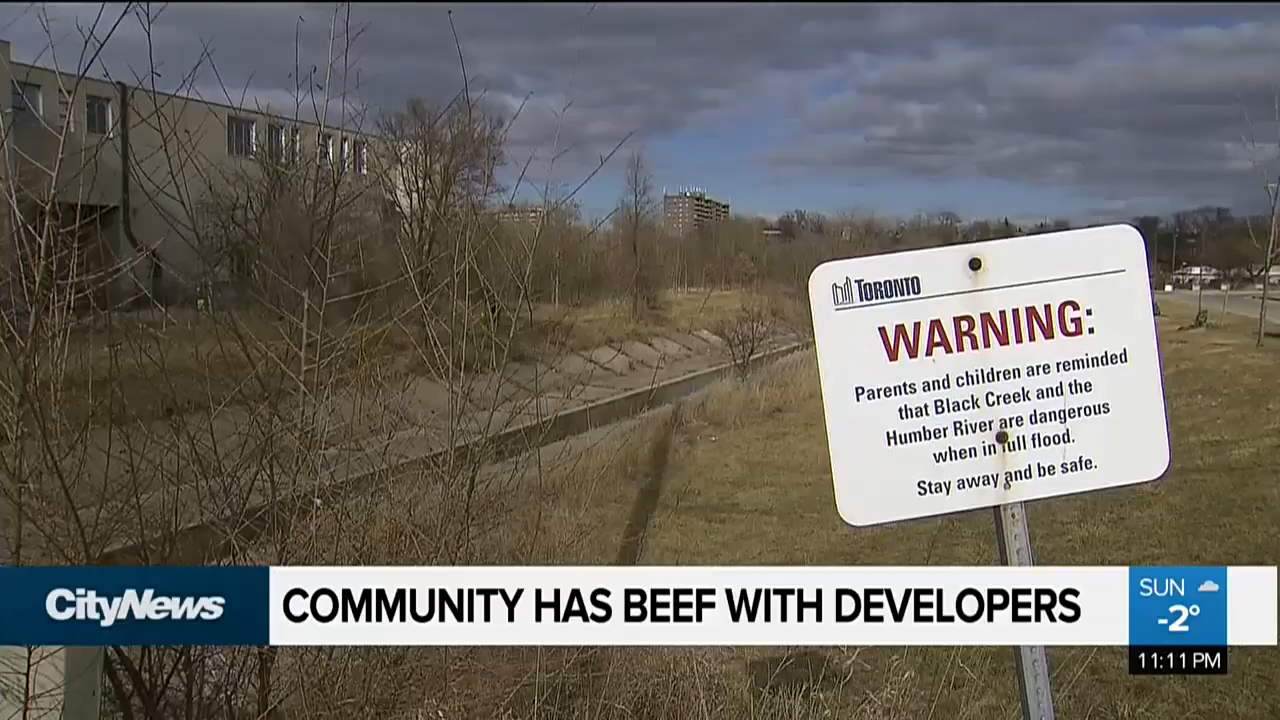 TORONTO
WARNING:
Parents and children are reminded
that Black Creek and the
Humber River are dangerous
when in full flood.
Stay away and be safe.
CityNews
COMMUNITY HAS BEEF WITH DEVELOPERS
SUN
-2°
11:11 PM